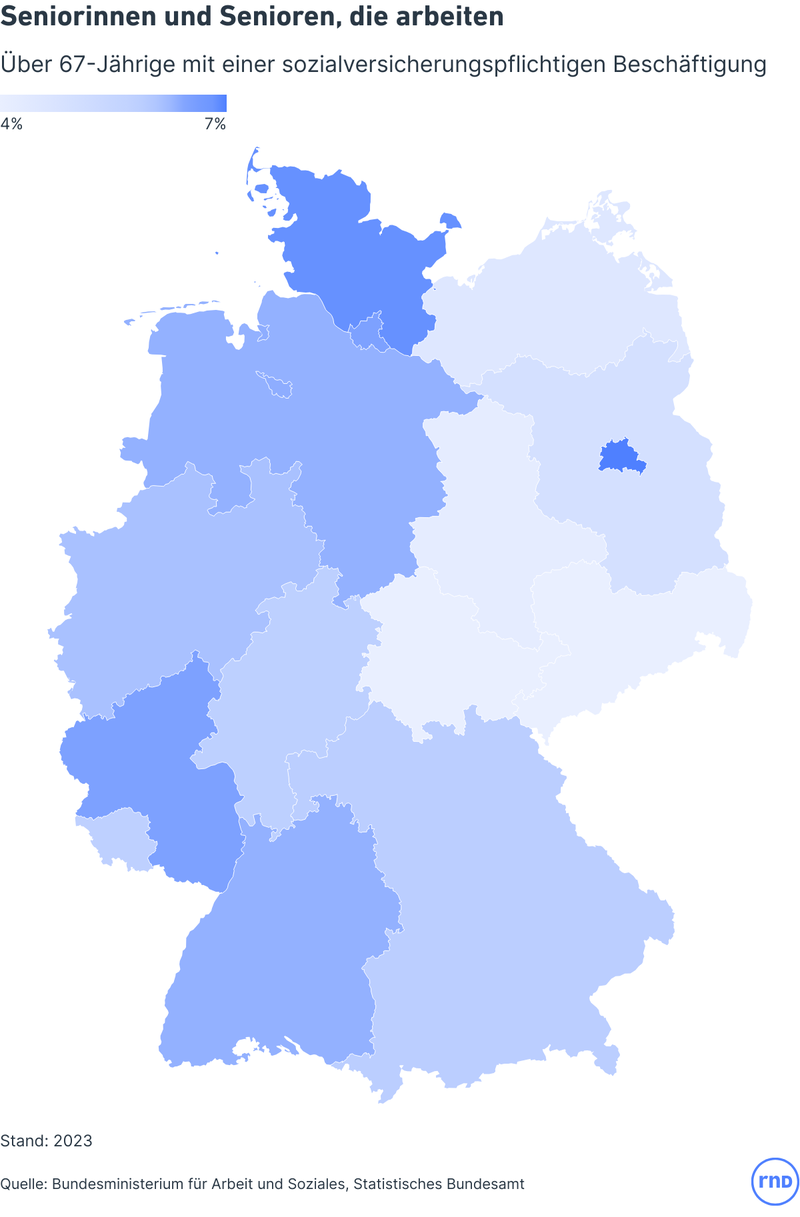 Seniorinnen und Senioren, die arbeiten
Über 67-Jährige mit einer sozialversicherungspflichtigen Beschäftigung
4% 7%
Stand: 2023
Quelle: Bundesministerium für Arbeit und Soziales, Statistisches Bundesamt
rnD